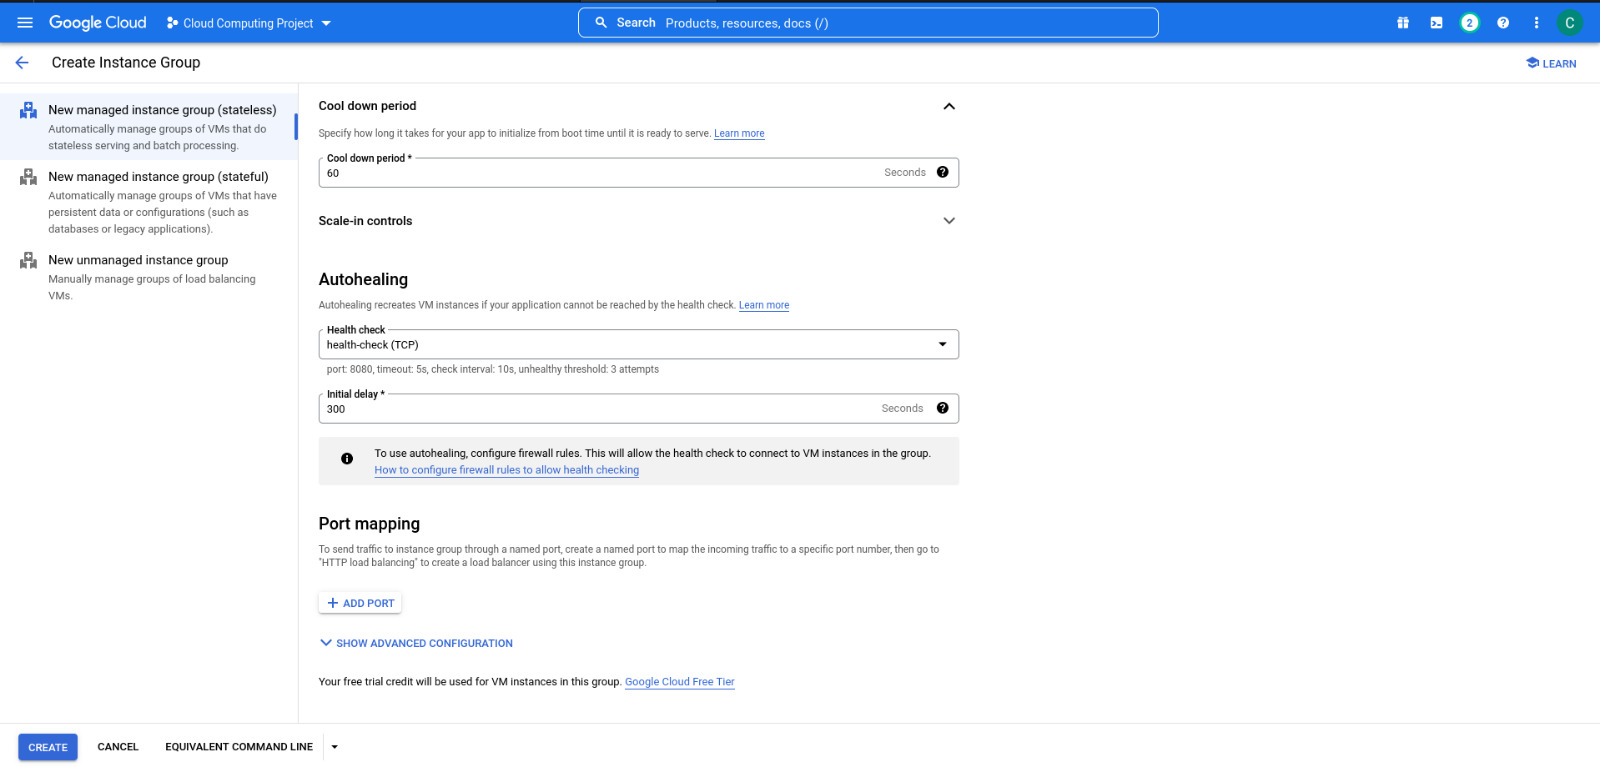 Google Cloud
Cloud Computing Project
Search Products, resources, docs (/)
2
C
Create Instance Group
LEARN
New managed instance group (stateless)
Automatically manage groups of VMs that do
stateless serving and batch processing.
New managed instance group (stateful)
Automatically manage groups of VMs that have
persistent data or configurations (such as
databases or legacy applications).
New unmanaged instance group
Manually manage groups of load balancing
VMs.
Cool down period
Specify how long it takes for your app to initialize from boot time until it is ready to serve. Learn more
Cool down period *
60 Seconds
Scale-in controls
Autohealing
Autohealing recreates VM instances if your application cannot be reached by the health check. Learn more
Health check
health-check (TCP)
port: 8080, timeout: 5s, check interval: 10s, unhealthy threshold: 3 attempts
Initial delay *
300 Seconds
To use autohealing, configure firewall rules. This will allow the health check to connect to VM instances in the group.
How to configure firewall rules to allow health checking
Port mapping
To send traffic to instance group through a named port, create a named port to map the incoming traffic to a specific port number, then go to
"HTTP load balancing" to create a load balancer using this instance group.
ADD PORT
SHOW ADVANCED CONFIGURATION
Your free trial credit will be used for VM instances in this group. Google Cloud Free Tier
CREATE
CANCEL
EQUIVALENT COMMAND LINE